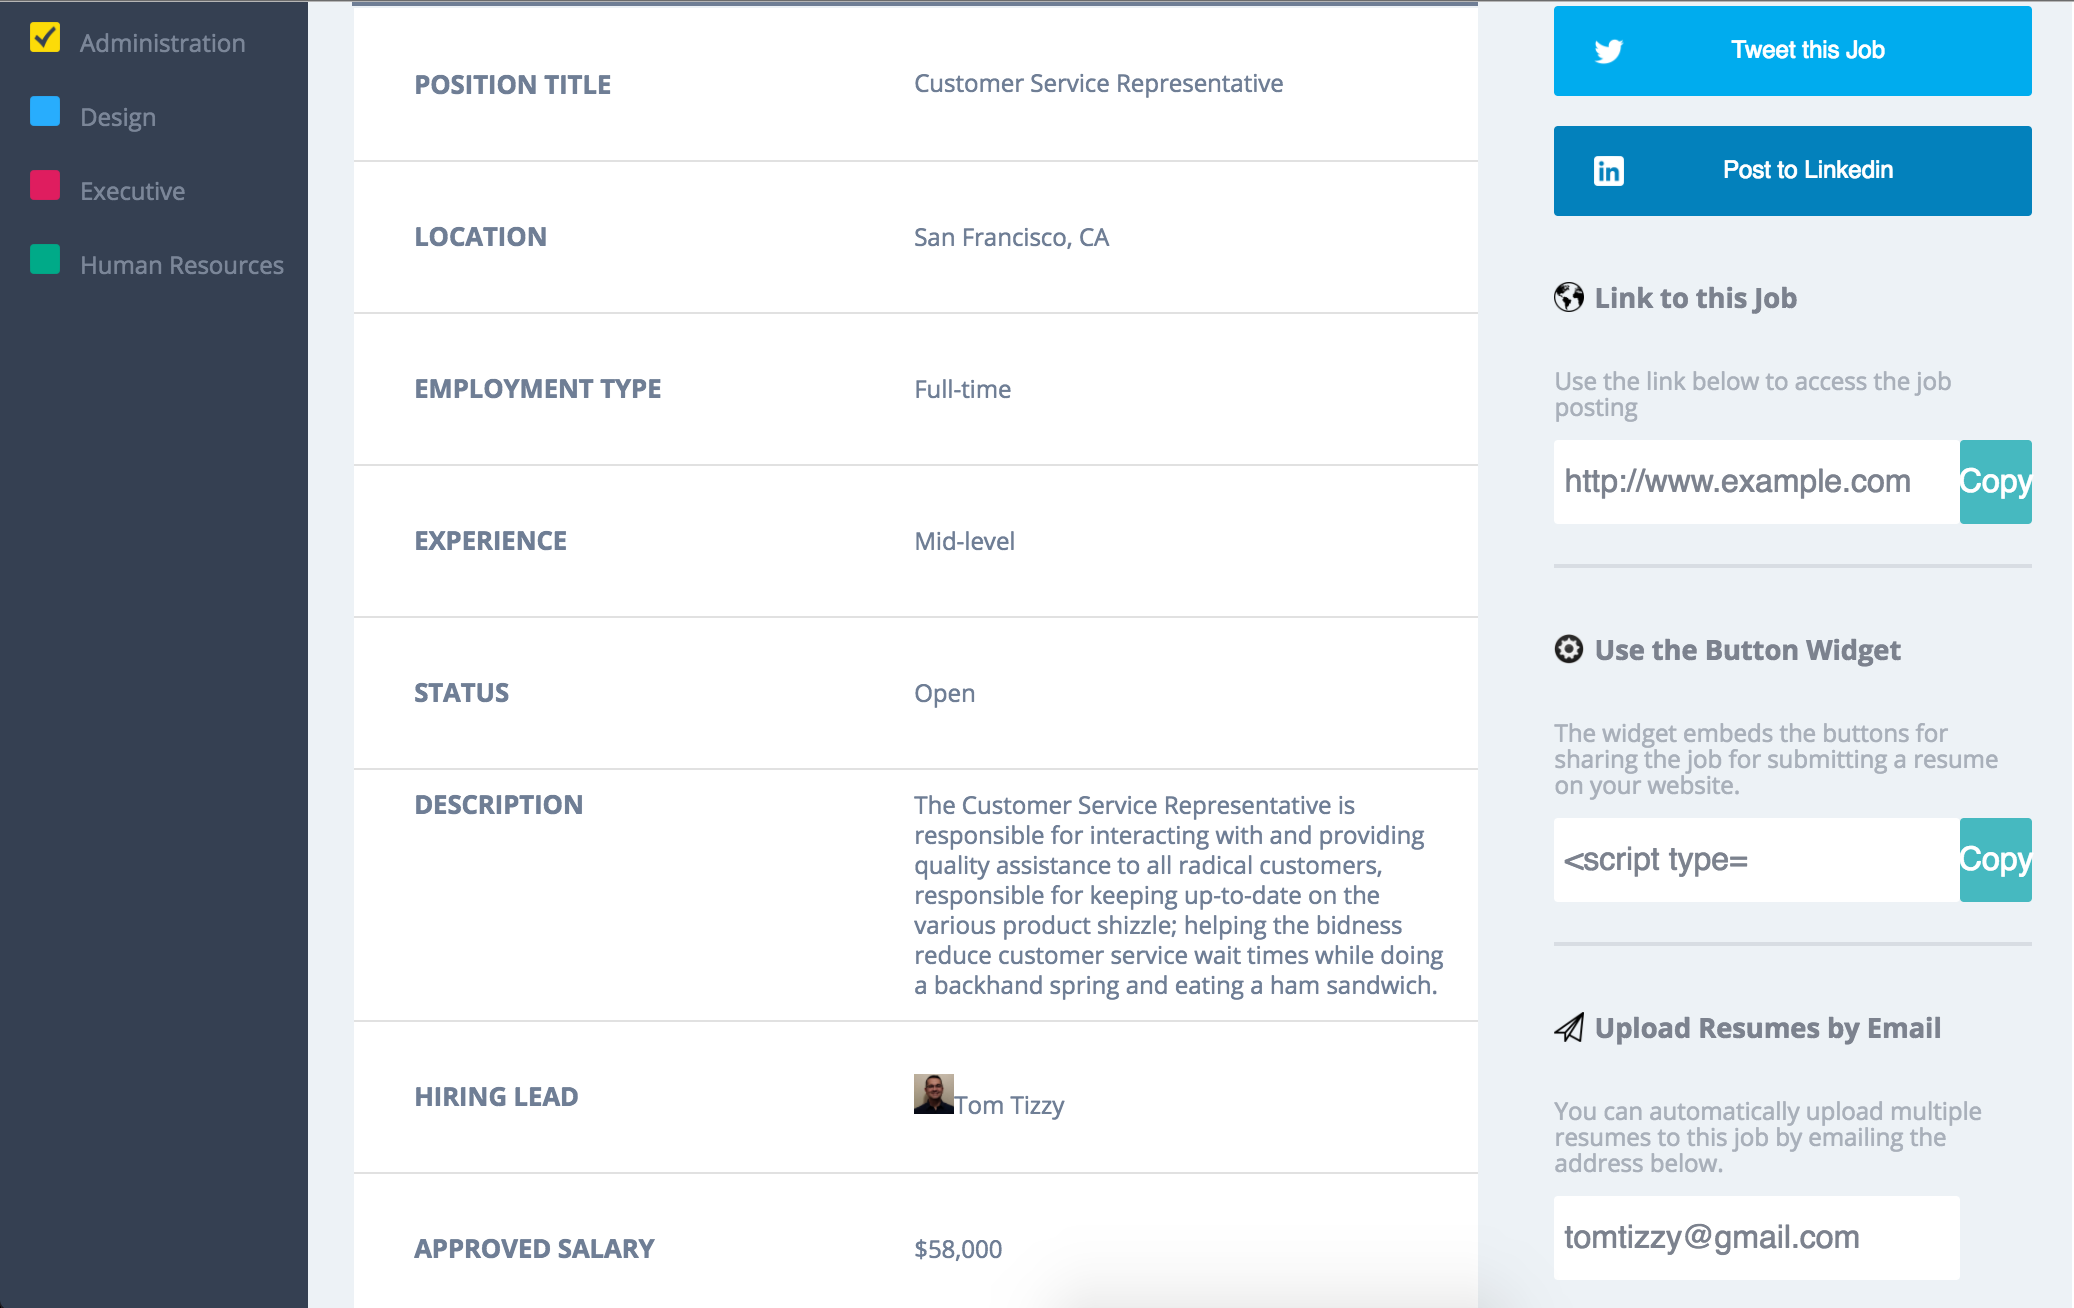 Administration
Design
Executive
Human Resources
POSITION TITLE
Customer Service Representative
LOCATION
San Francisco, CA
EMPLOYMENT TYPE
Full-time
EXPERIENCE
Mid-level
STATUS
Open
DESCRIPTION
The Customer Service Representative is
responsible for interacting with and providing
quality assistance to all radical customers,
responsible for keeping up-to-date on the
various product shizzle; helping the bidness
reduce customer service wait times while doing
a backhand spring and eating a ham sandwich.
HIRING LEAD
Tom Tizzy
APPROVED SALARY
$58,000
Tweet this Job
in
Post to Linkedin
Link to this Job
Use the link below to access the job
posting
http://www.example.com
Copy
Use the Button Widget
The widget embeds the buttons for
sharing the job for submitting a resume
on your website.
<script type=
Copy
Upload Resumes by Email
You can automatically upload multiple
resumes to this job by emailing the
address below.
tomtizzy@gmail.com